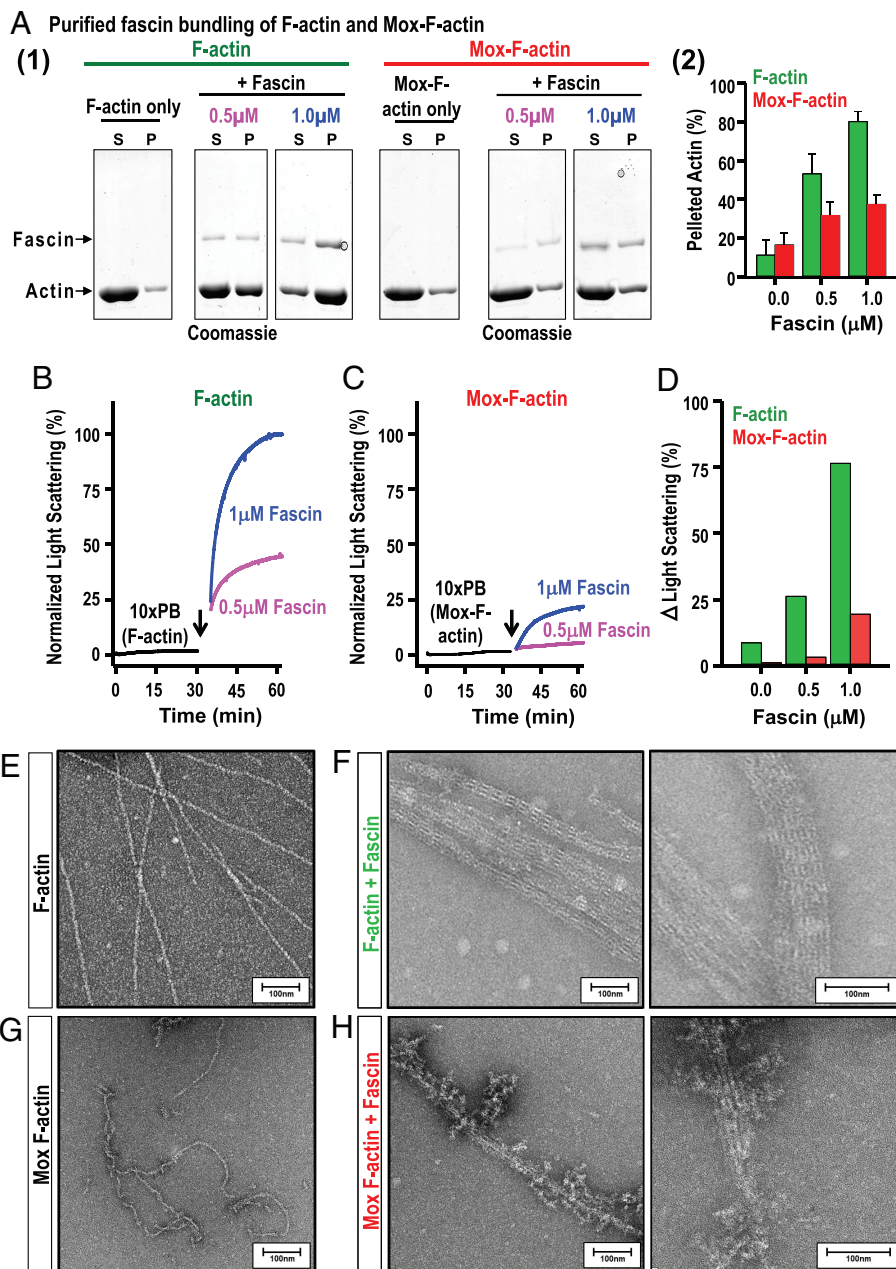 A Purified fascin bundling of F-actin and Mox-F-actin
(1)
F-actin
F-actin only
+ Fascin
0.5µM
1.0µM
S P S P S P
Mox-F-actin
Mox-F-
actin only
+ Fascin
0.5µM
1.0µM
S P S P S P
Fascin
Actin
Coomassie
Coomassie
(2)
F-actin
Mox-F-actin
Pelleted Actin (%)
100
80
60
40
20
0
0.0 0.5 1.0
Fascin (µM)
B
F-actin
Normalized Light Scattering (%)
100
75
50
25
0
1µM Fascin
0.5µM Fascin
10xPB
(F-actin)
0 15 30 45 60
Time (min)
C
Mox-F-actin
Normalized Light Scattering (%)
100
75
50
25
0
10xPB
(Mox-F-
actin)
1µM Fascin
0.5µM Fascin
0 15 30 45 60
Time (min)
D
F-actin
Mox-F-actin
Δ Light Scattering (%)
100
75
50
25
0
0.0 0.5 1.0
Fascin (µM)
E
F-actin
100nm
F
F-actin + Fascin
100nm
100nm
G
Mox F-actin
100nm
H
Mox F-actin + Fascin
100nm
100nm